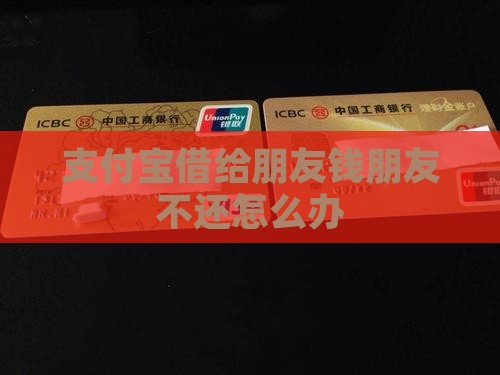 ICBC 中国工商银行
UnionPay
银联
ICBC 中国工商银行 理财金账户
UnionPay
支付宝借给朋友钱朋友
不还怎么办